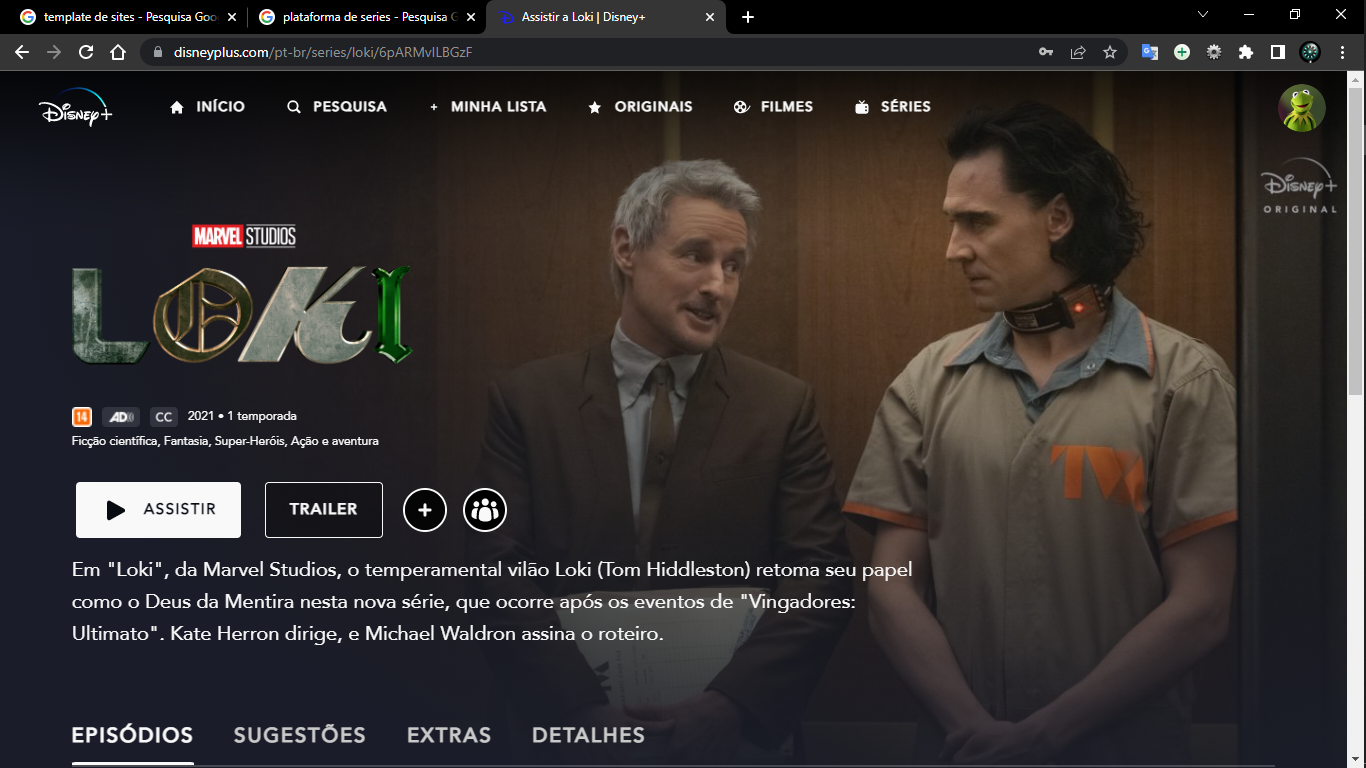 template de sites - Pesquisa Goo
plataforma de series - Pesquisa G
Assistir a Loki | Disney+
disneyplus.com/pt-br/series/loki/6pARMvILBGzF
Disney+
INÍCIO
PESQUISA
+ MINHA LISTA
ORIGINAIS
FILMES
SÉRIES
Disney+
ORIGINAL
MARVEL STUDIOS
LOKI
14 AD CC 2021 • 1 temporada
Ficção científica, Fantasia, Super-Heróis, Ação e aventura
TVA
ASSISTIR
TRAILER
+
Em "Loki", da Marvel Studios, o temperamental vilão Loki (Tom Hiddleston) retoma seu papel
como o Deus da Mentira nesta nova série, que ocorre após os eventos de "Vingadores:
Ultimato". Kate Herron dirige, e Michael Waldron assina o roteiro.
EPISÓDIOS
SUGESTÕES
EXTRAS
DETALHES